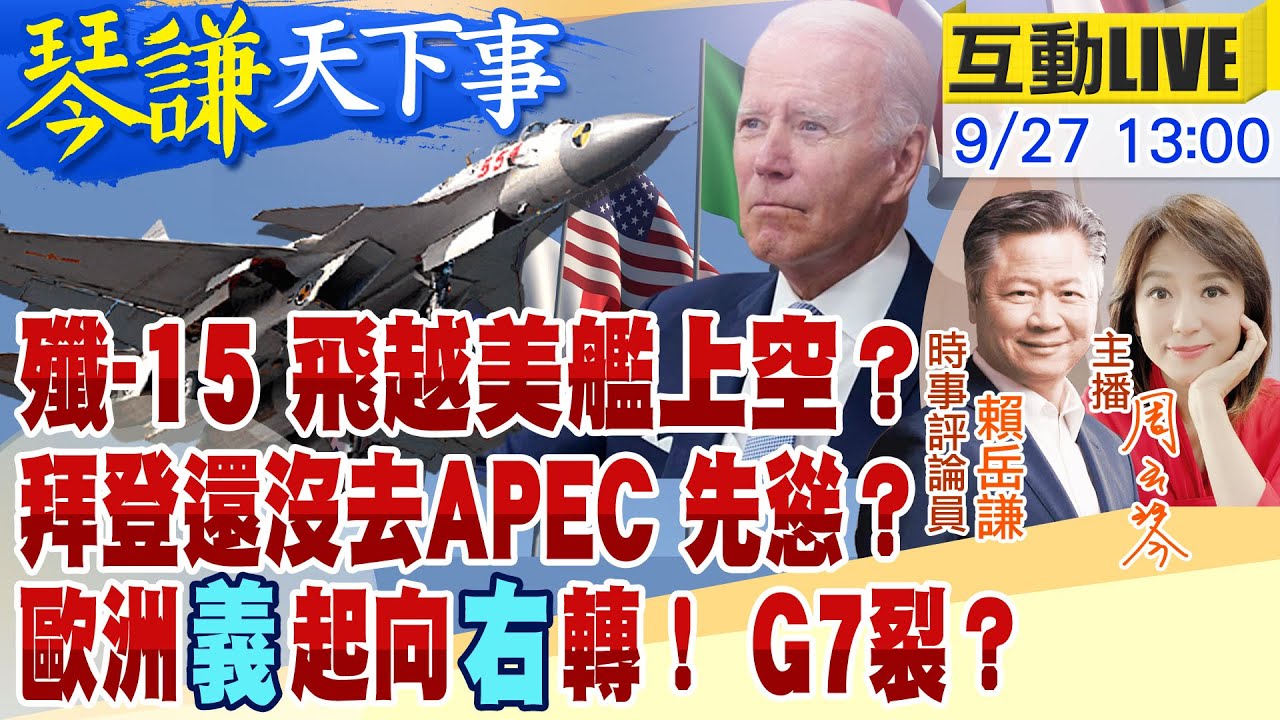 琴謙天下事
互動LIVE
9/27 13:00
554
殲-15 飛越美艦上空?
拜登還沒去APEC 先慫?
歐洲義起向右轉! G7裂?
時事評論員
賴岳謙
主播
周玉琴